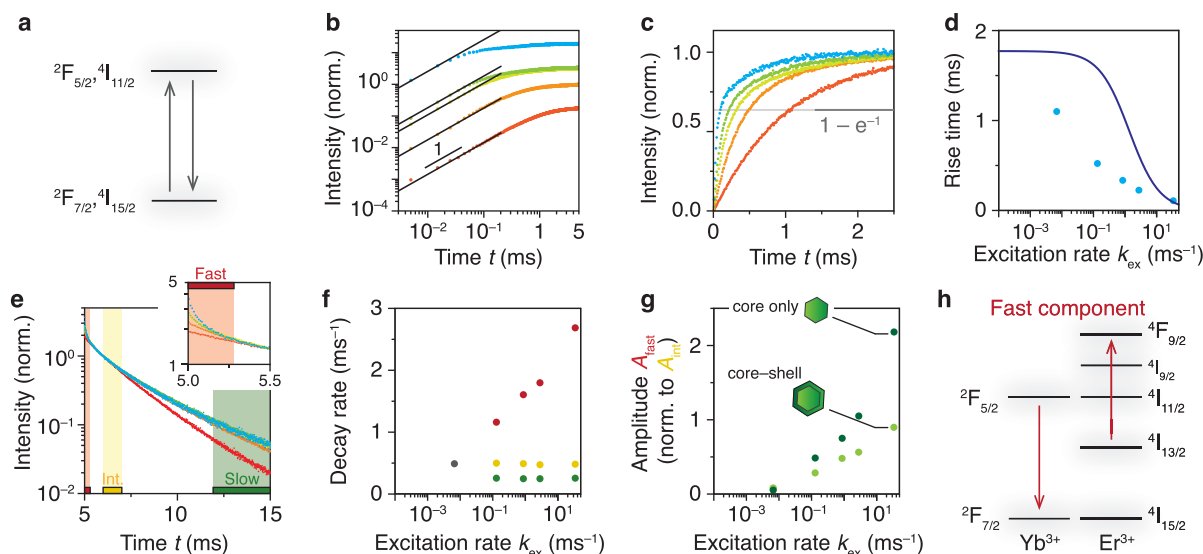 a
²F₅/₂,⁴I₁₁/₂
²F₇/₂,⁴I₁₅/₂
b
Intensity (norm.)
10⁰
10⁻²
10⁻⁴
1
10⁻²
10⁻¹
1
5
Time t (ms)
c
Intensity (norm.)
1.0
0.5
0.0
1 – e⁻¹
0
1
2
Time t (ms)
d
Rise time (ms)
2
1
0
10⁻³
10⁻¹
10¹
Excitation rate kₑₓ (ms⁻¹)
e
Intensity (norm.)
10⁰
10⁻¹
10⁻²
Fast
5
1
5.0
5.5
Int.
Slow
5
10
15
Time t (ms)
f
Decay rate (ms⁻¹)
3
2
1
0
10⁻³
10⁻¹
10¹
Excitation rate kₑₓ (ms⁻¹)
g
Amplitude A_fast
(norm. to A_int)
2
1
0
core only
core–shell
10⁻³
10⁻¹
10¹
Excitation rate kₑₓ (ms⁻¹)
h
Fast component
⁴F₉/₂
⁴I₉/₂
²F₅/₂
⁴I₁₁/₂
⁴I₁₃/₂
²F₇/₂
⁴I₁₅/₂
Yb³⁺
Er³⁺